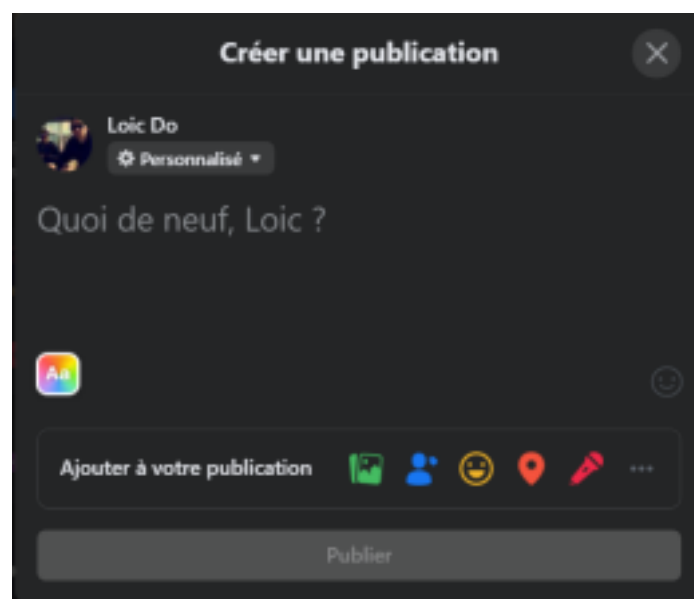 Créer une publication
Loic Do
Personnalisé
Quoi de neuf, Loic ?
Aa
Ajouter à votre publication
Publier